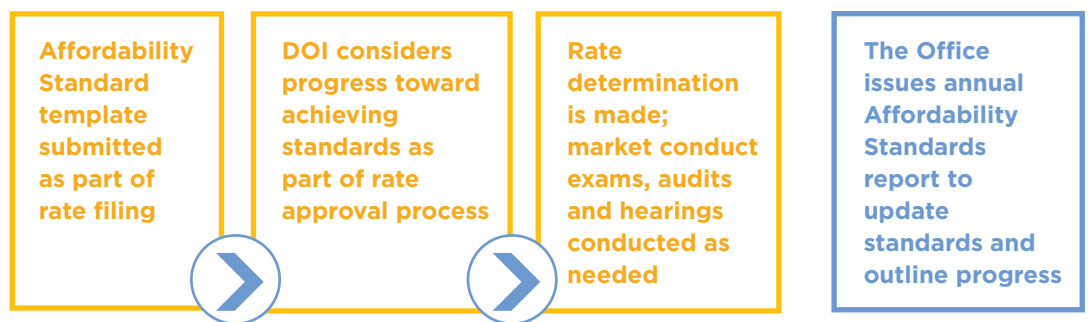 Affordability
Standard
template
submitted
as part of
rate filing
DOI considers
progress toward
achieving
standards as
part of rate
approval process
Rate
determination
is made;
market conduct
exams, audits
and hearings
conducted as
needed
The Office
issues annual
Affordability
Standards
report to
update
standards and
outline progress